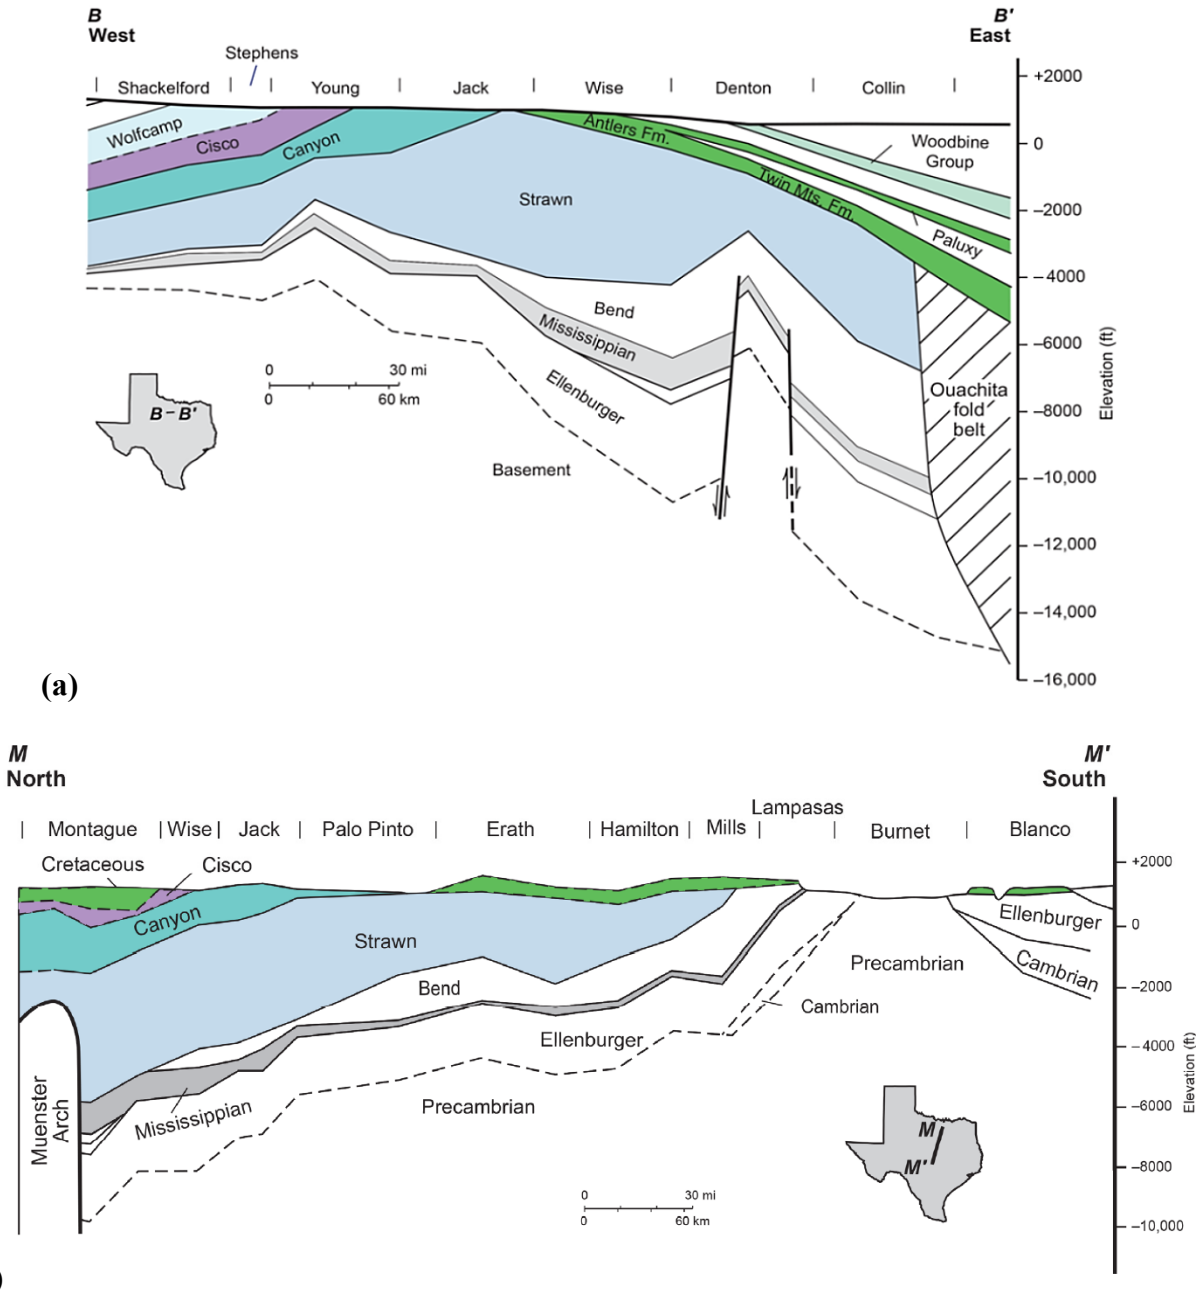 B
West
B'
East
Stephens
Shackelford
Young
Jack
Wise
Denton
Collin
+2000
0
–2000
–4000
–6000
–8000
–10,000
–12,000
–14,000
–16,000
Elevation (ft)
Wolfcamp
Cisco
Canyon
Antlers Fm.
Woodbine
Group
Twin Mts. Fm.
Strawn
Paluxy
Bend
Mississippian
Ellenburger
Ouachita
fold
belt
Basement
0 30 mi
0 60 km
B–B'
(a)
M
North
M'
South
Lampasas
Montague
Wise
Jack
Palo Pinto
Erath
Hamilton
Mills
Burnet
Blanco
Cretaceous
Cisco
+2000
0
–2000
–4000
–6000
–8000
–10,000
Elevation (ft)
Canyon
Strawn
Ellenburger
Precambrian
Cambrian
Bend
Cambrian
Ellenburger
Muenster
Arch
Mississippian
Precambrian
M
M'
0 30 mi
0 60 km
)